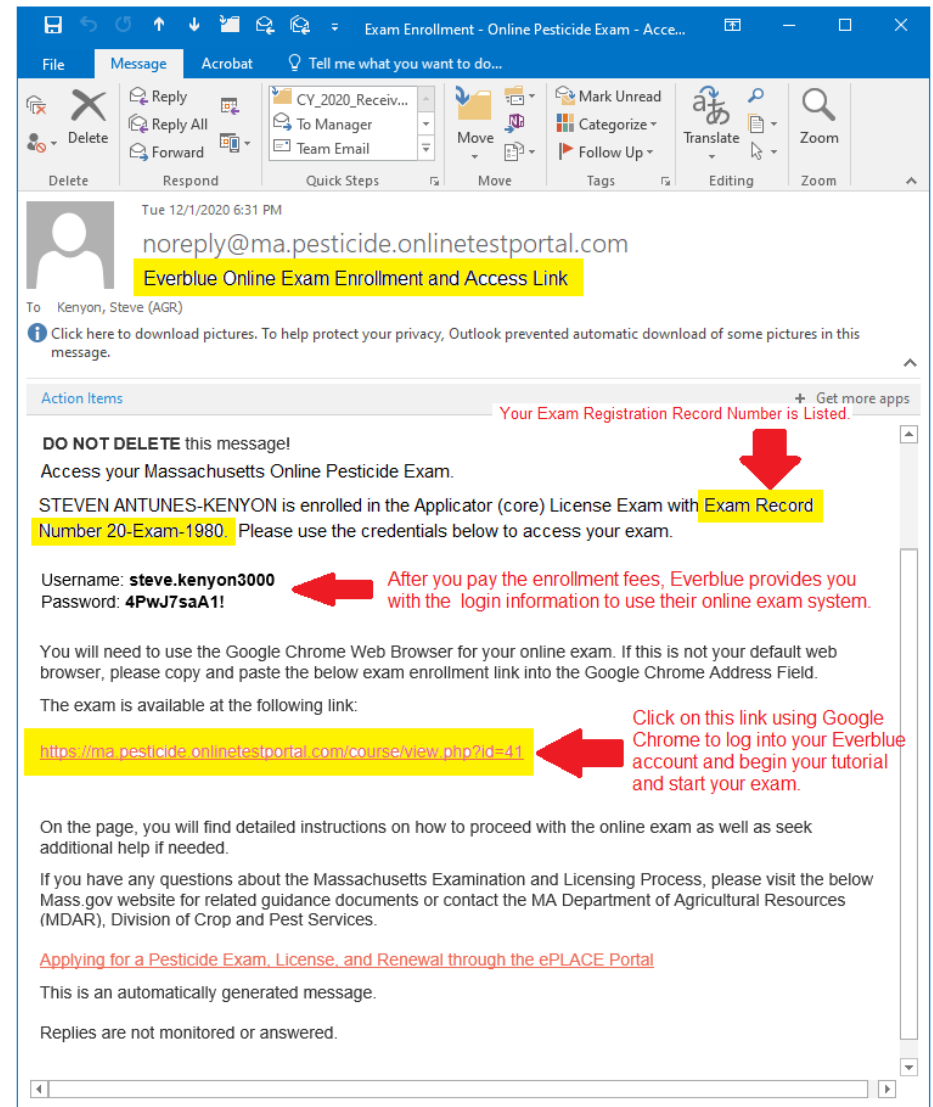 Exam Enrollment - Online Pesticide Exam - Acce...
File Message Acrobat Tell me what you want to do...
Delete
Reply
Reply All
Forward
CY_2020_Receiv...
To Manager
Team Email
Move
Mark Unread
Categorize
Follow Up
Translate
Zoom
Delete Respond Quick Steps Move Tags Editing Zoom
Tue 12/1/2020 6:31 PM
noreply@ma.pesticide.onlinetestportal.com
Everblue Online Exam Enrollment and Access Link
To Kenyon, Steve (AGR)
Click here to download pictures. To help protect your privacy, Outlook prevented automatic download of some pictures in this
message.
Action Items + Get more apps
Your Exam Registration Record Number is Listed.
DO NOT DELETE this message!
Access your Massachusetts Online Pesticide Exam.
STEVEN ANTUNES-KENYON is enrolled in the Applicator (core) License Exam with Exam Record
Number 20-Exam-1980. Please use the credentials below to access your exam.
Username: steve.kenyon3000
Password: 4PwJ7saA1!
After you pay the enrollment fees, Everblue provides you
with the login information to use their online exam system.
You will need to use the Google Chrome Web Browser for your online exam. If this is not your default web
browser, please copy and paste the below exam enrollment link into the Google Chrome Address Field.
The exam is available at the following link:
https://ma.pesticide.onlinetestportal.com/course/view.php?id=41
Click on this link using Google
Chrome to log into your Everblue
account and begin your tutorial
and start your exam.
On the page, you will find detailed instructions on how to proceed with the online exam as well as seek
additional help if needed.
If you have any questions about the Massachusetts Examination and Licensing Process, please visit the below
Mass.gov website for related guidance documents or contact the MA Department of Agricultural Resources
(MDAR), Division of Crop and Pest Services.
Applying for a Pesticide Exam, License, and Renewal through the ePLACE Portal
This is an automatically generated message.
Replies are not monitored or answered.